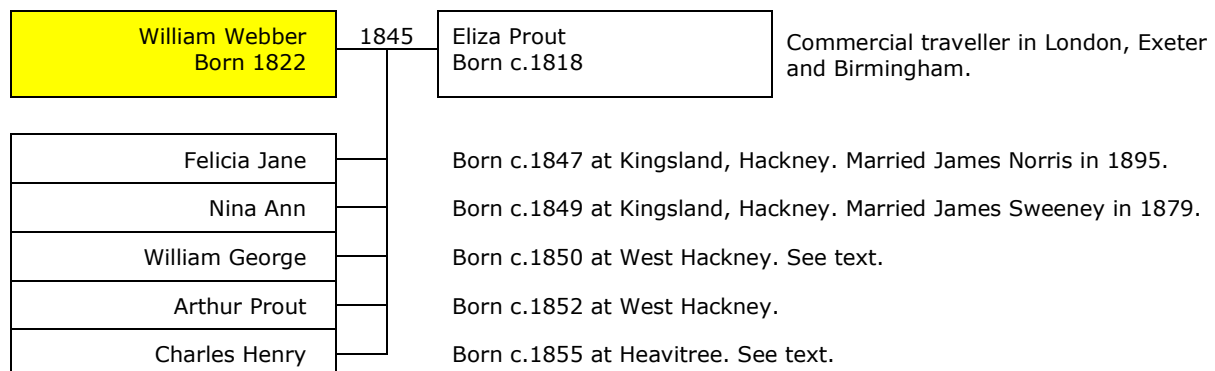 William Webber
Born 1822
1845
Eliza Prout
Born c.1818
Commercial traveller in London, Exeter
and Birmingham.
Felicia Jane
Born c.1847 at Kingsland, Hackney. Married James Norris in 1895.
Nina Ann
Born c.1849 at Kingsland, Hackney. Married James Sweeney in 1879.
William George
Born c.1850 at West Hackney. See text.
Arthur Prout
Born c.1852 at West Hackney.
Charles Henry
Born c.1855 at Heavitree. See text.